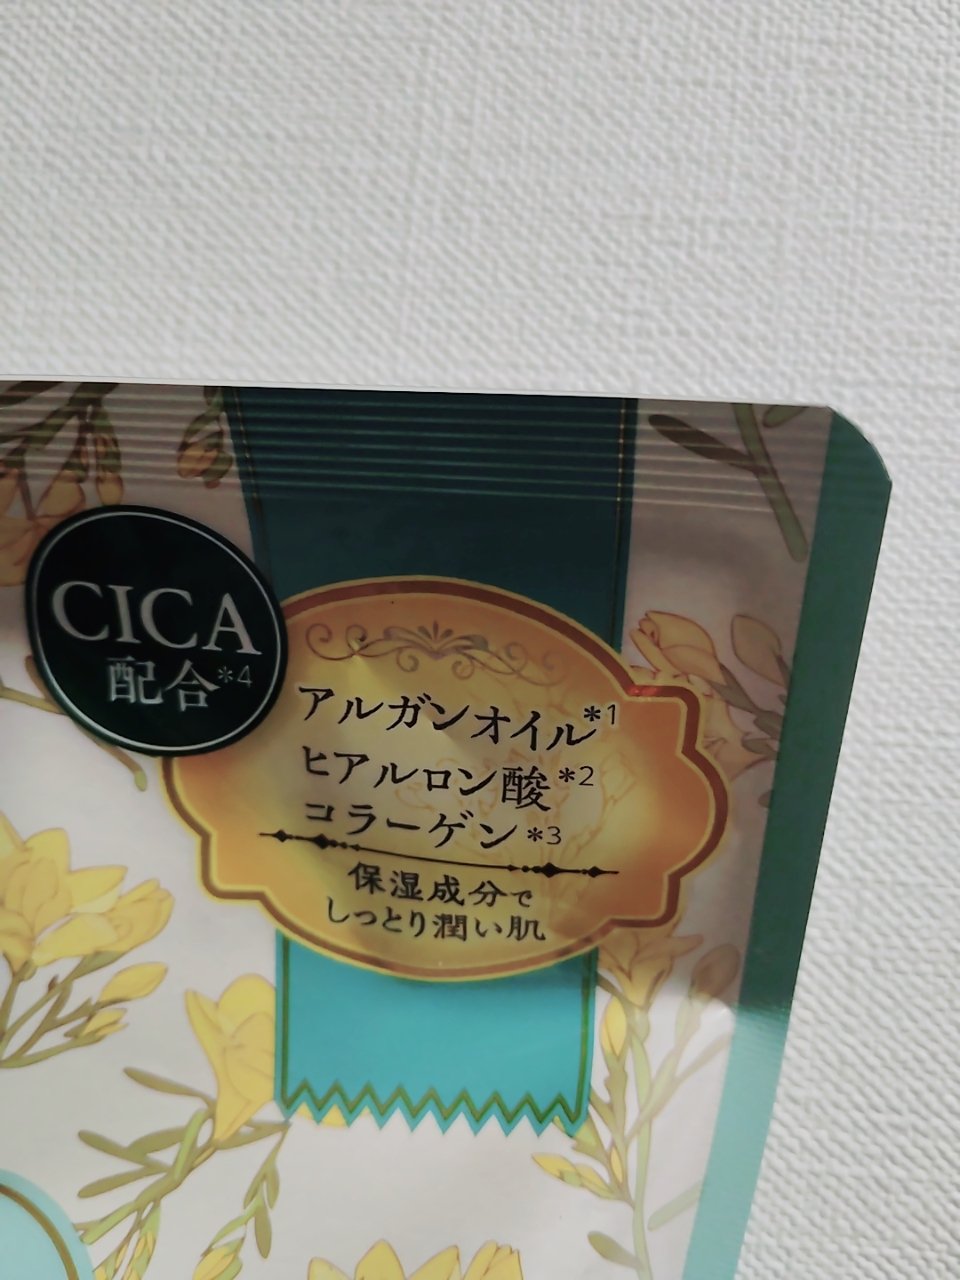 CICA
配合*4
アルガンオイル*1
ヒアルロン酸*2
コラーゲン*3
保湿成分で
しっとり潤い肌